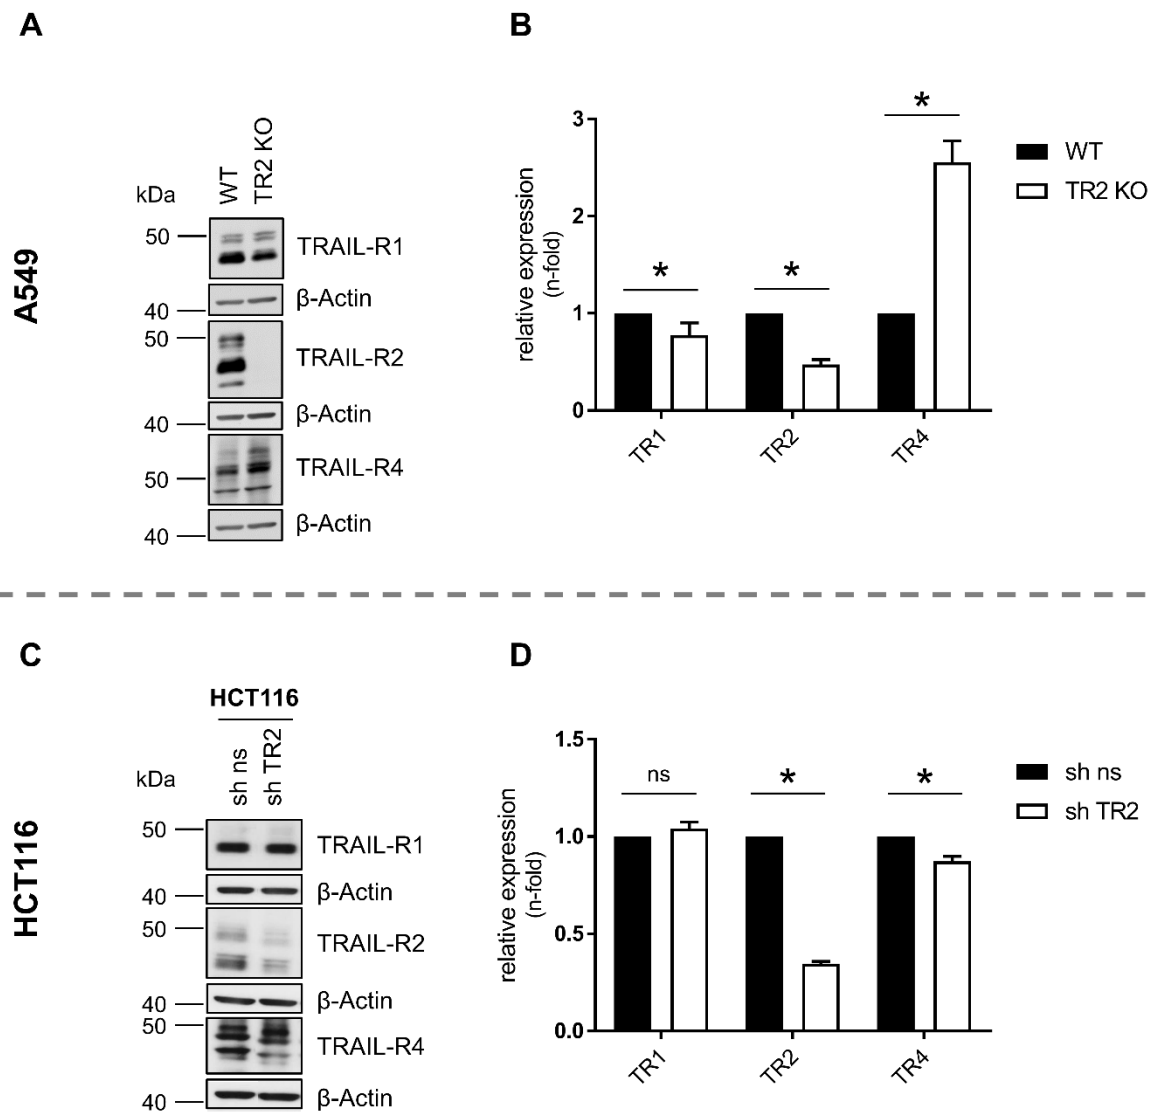 A
B
A549
kDa
WT
TR2 KO
50
TRAIL-R1
40
β-Actin
50
TRAIL-R2
40
β-Actin
50
TRAIL-R4
40
β-Actin
relative expression
(n-fold)
3
2
1
0
*
*
*
TR1
TR2
TR4
WT
TR2 KO
C
D
HCT116
HCT116
kDa
sh ns
sh TR2
50
TRAIL-R1
40
β-Actin
50
TRAIL-R2
40
β-Actin
50
TRAIL-R4
40
β-Actin
relative expression
(n-fold)
1.5
1.0
0.5
0.0
ns
*
*
TR1
TR2
TR4
sh ns
sh TR2